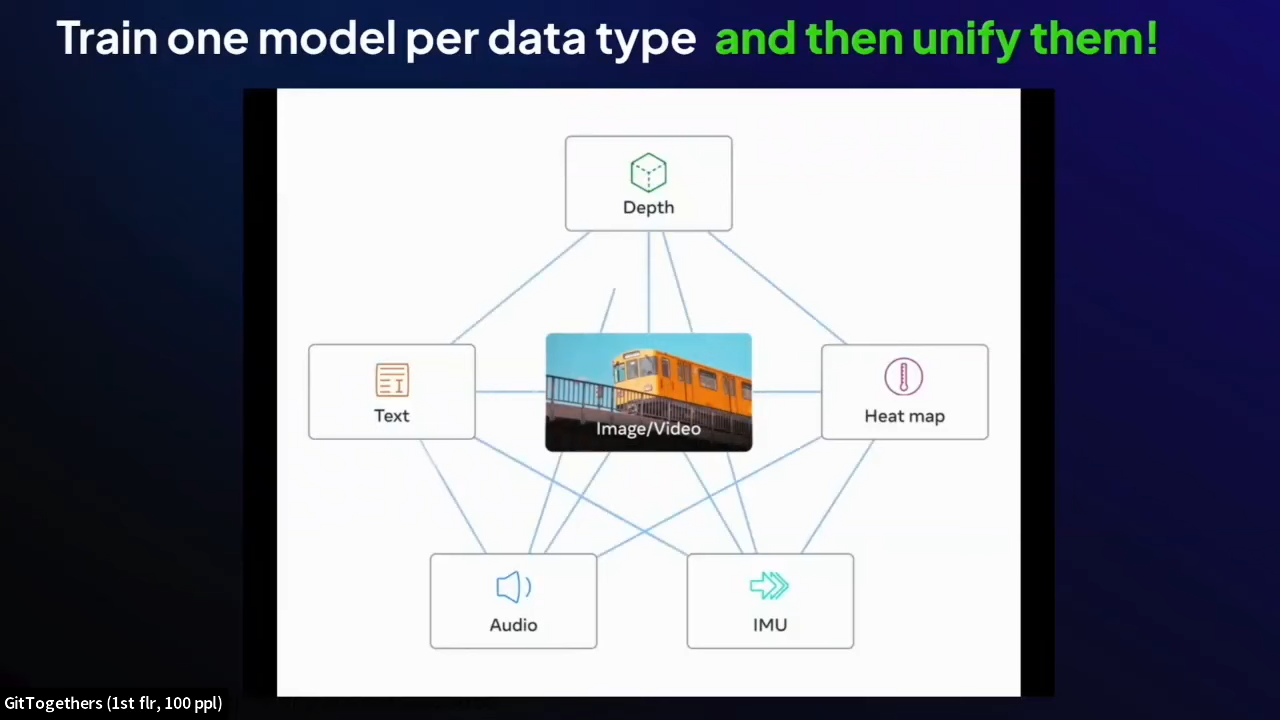 Train one model per data type and then unify them!
Depth
Text
Image/Video
Heat map
Audio
IMU
GitTogethers (1st flr, 100 ppl)